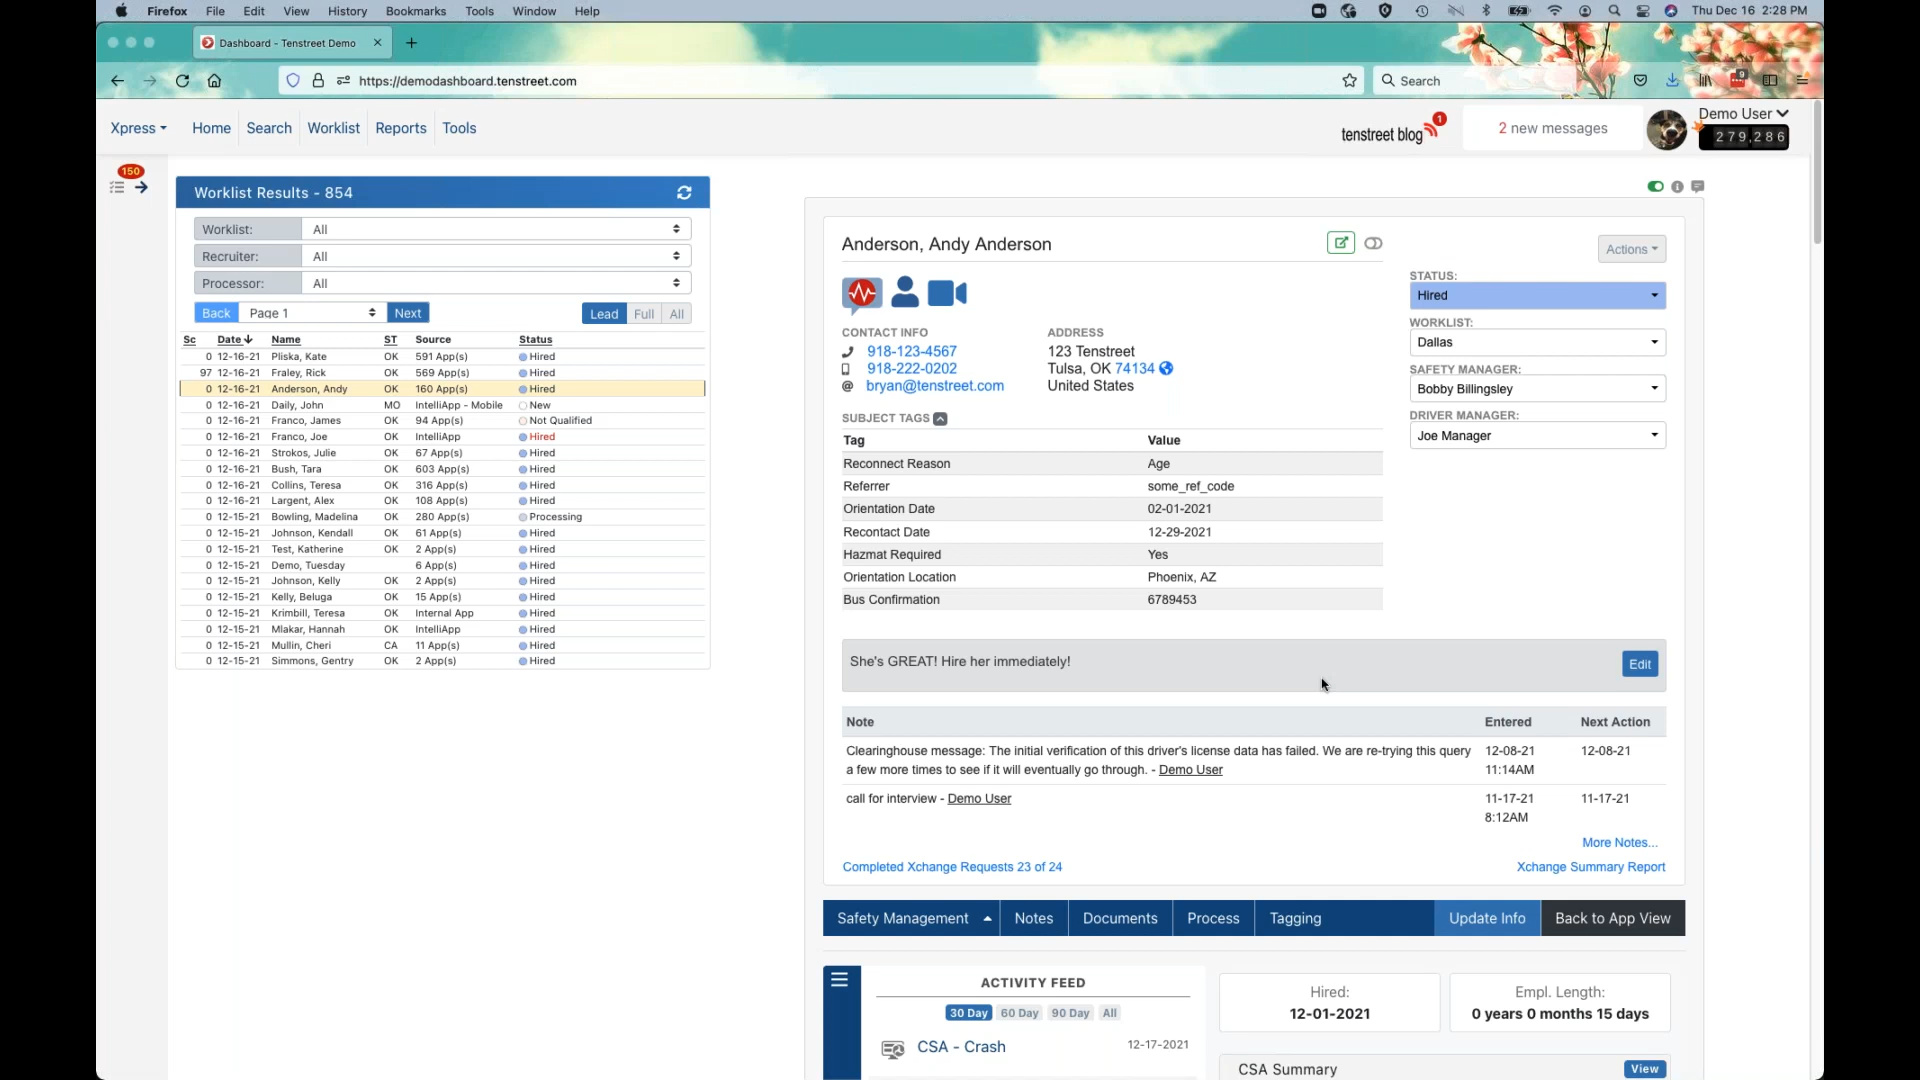 Firefox File Edit View History Bookmarks Tools Window Help Thu Dec 16 2:28 PM
Dashboard - Tenstreet Demo
https://demodashboard.tenstreet.com Search 9
Xpress Home Search Worklist Reports Tools tenstreet blog 1 2 new messages Demo User
279,286
150
Worklist Results - 854
Worklist: All
Recruiter: All
Processor: All
Back Page 1 Next Lead Full All
Sc Date Name ST Source Status
0 12-16-21 Pliska, Kate OK 591 App(s) Hired
97 12-16-21 Fraley, Rick OK 569 App(s) Hired
0 12-16-21 Anderson, Andy OK 160 App(s) Hired
0 12-16-21 Daily, John MO IntelliApp - Mobile New
0 12-16-21 Franco, James OK 94 App(s) Not Qualified
0 12-16-21 Franco, Joe OK IntelliApp Hired
0 12-16-21 Strokos, Julie OK 67 App(s) Hired
0 12-16-21 Bush, Tara OK 603 App(s) Hired
0 12-16-21 Collins, Teresa OK 316 App(s) Hired
0 12-16-21 Largent, Alex OK 108 App(s) Hired
0 12-15-21 Bowling, Madelina OK 280 App(s) Processing
0 12-15-21 Johnson, Kendall OK 61 App(s) Hired
0 12-15-21 Test, Katherine OK 2 App(s) Hired
0 12-15-21 Demo, Tuesday 6 App(s) Hired
0 12-15-21 Johnson, Kelly OK 2 App(s) Hired
0 12-15-21 Kelly, Beluga OK 15 App(s) Hired
0 12-15-21 Krimbill, Teresa OK Internal App Hired
0 12-15-21 Mlakar, Hannah OK IntelliApp Hired
0 12-15-21 Mullin, Cheri CA 11 App(s) Hired
0 12-15-21 Simmons, Gentry OK 2 App(s) Hired
Anderson, Andy Anderson
Actions
CONTACT INFO
918-123-4567
918-222-0202
bryan@tenstreet.com
ADDRESS
123 Tenstreet
Tulsa, OK 74134
United States
STATUS:
Hired
WORKLIST:
Dallas
SAFETY MANAGER:
Bobby Billingsley
DRIVER MANAGER:
Joe Manager
SUBJECT TAGS
Tag Value
Reconnect Reason Age
Referrer some_ref_code
Orientation Date 02-01-2021
Recontact Date 12-29-2021
Hazmat Required Yes
Orientation Location Phoenix, AZ
Bus Confirmation 6789453
She's GREAT! Hire her immediately! Edit
Note Entered Next Action
Clearinghouse message: The initial verification of this driver's license data has failed. We are re-trying this query 12-08-21 12-08-21
a few more times to see if it will eventually go through. - Demo User 11:14AM
call for interview - Demo User 11-17-21 11-17-21
8:12AM
More Notes...
Completed Xchange Requests 23 of 24 Xchange Summary Report
Safety Management Notes Documents Process Tagging Update Info Back to App View
ACTIVITY FEED
30 Day 60 Day 90 Day All
CSA - Crash 12-17-2021
Hired:
12-01-2021
Empl. Length:
0 years 0 months 15 days
CSA Summary View